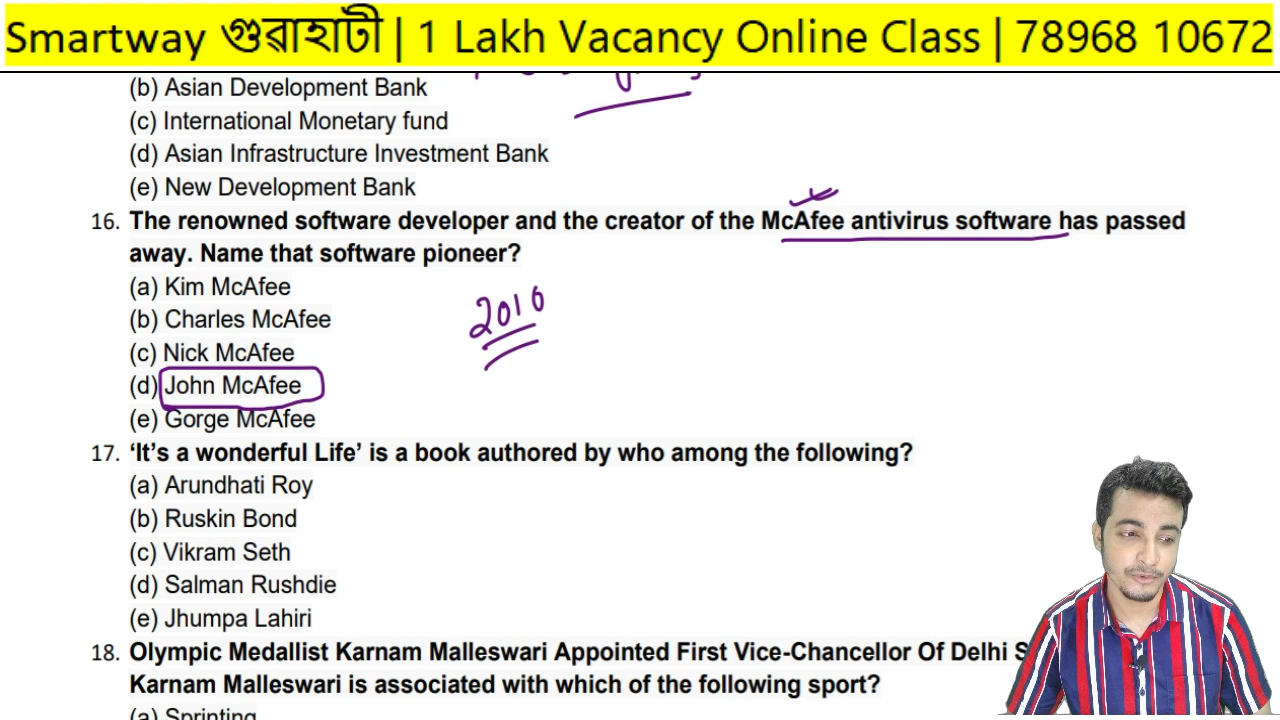 Smartway গুৱাহাটী | 1 Lakh Vacancy Online Class | 78968 10672
(b) Asian Development Bank
(c) International Monetary fund
(d) Asian Infrastructure Investment Bank
(e) New Development Bank
16. The renowned software developer and the creator of the McAfee antivirus software has passed
away. Name that software pioneer?
(a) Kim McAfee
(b) Charles McAfee
2010
(c) Nick McAfee
(d) John McAfee
(e) Gorge McAfee
17. ‘It’s a wonderful Life’ is a book authored by who among the following?
(a) Arundhati Roy
(b) Ruskin Bond
(c) Vikram Seth
(d) Salman Rushdie
(e) Jhumpa Lahiri
18. Olympic Medallist Karnam Malleswari Appointed First Vice-Chancellor Of Delhi S
Karnam Malleswari is associated with which of the following sport?
(a) Sprinting